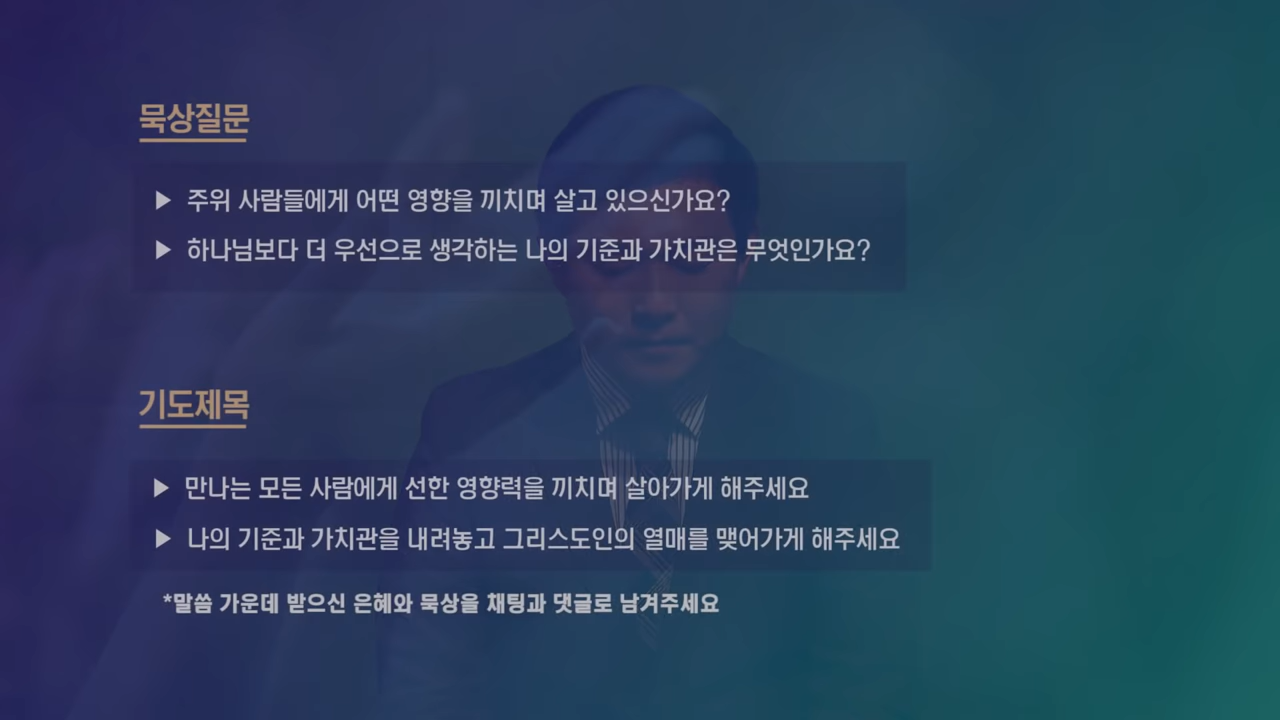 묵상질문
▶ 주위 사람들에게 어떤 영향을 끼치며 살고 있으신가요?
▶ 하나님보다 더 우선으로 생각하는 나의 기준과 가치관은 무엇인가요?
기도제목
▶ 만나는 모든 사람에게 선한 영향력을 끼치며 살아가게 해주세요
▶ 나의 기준과 가치관을 내려놓고 그리스도인의 열매를 맺어가게 해주세요
*말씀 가운데 받으신 은혜와 묵상을 채팅과 댓글로 남겨주세요